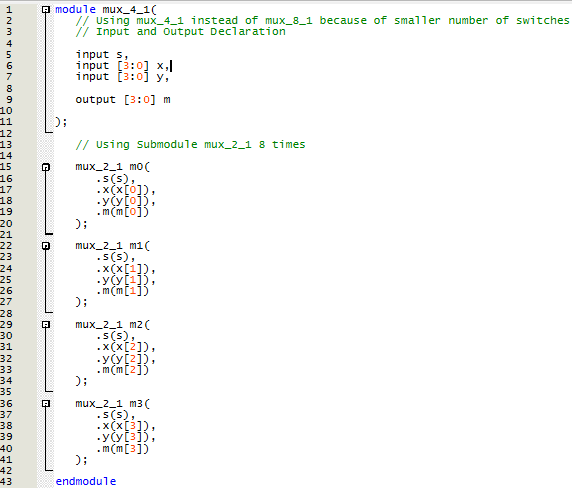 1 module mux_4_1(
2 // Using mux_4_1 instead of mux_8_1 because of smaller number of switches
3 // Input and Output Declaration
4
5 input s,
6 input [3:0] x,
7 input [3:0] y,
8
9 output [3:0] m
10
11 );
12
13 // Using Submodule mux_2_1 8 times
14
15 mux_2_1 m0(
16 .s(s),
17 .x(x[0]),
18 .y(y[0]),
19 .m(m[0])
20 );
21
22 mux_2_1 m1(
23 .s(s),
24 .x(x[1]),
25 .y(y[1]),
26 .m(m[1])
27 );
28
29 mux_2_1 m2(
30 .s(s),
31 .x(x[2]),
32 .y(y[2]),
33 .m(m[2])
34 );
35
36 mux_2_1 m3(
37 .s(s),
38 .x(x[3]),
39 .y(y[3]),
40 .m(m[3])
41 );
42
43 endmodule